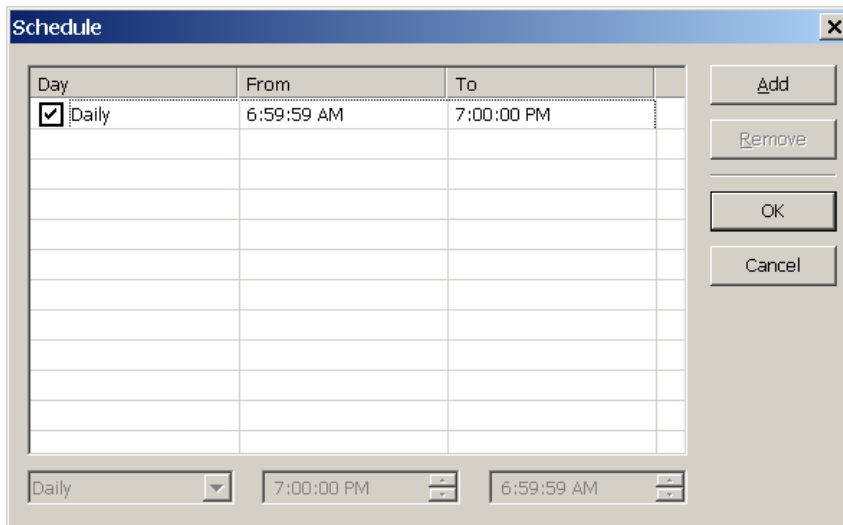 Schedule
Day From To
Daily 6:59:59 AM 7:00:00 PM
Add
Remove
OK
Cancel
Daily 7:00:00 PM 6:59:59 AM